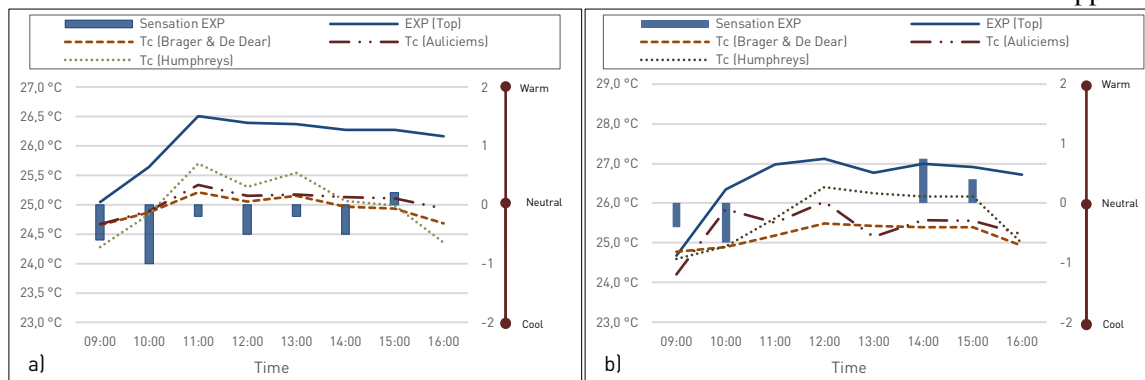 Sensation EXP EXP (Top)
Tc (Brager & De Dear) Tc (Auliciems)
Tc (Humphreys)
27,0 °C 2 Warm
26,5 °C
26,0 °C 1
25,5 °C
25,0 °C 0 Neutral
24,5 °C
24,0 °C -1
23,5 °C
23,0 °C -2 Cool
09:00 10:00 11:00 12:00 13:00 14:00 15:00 16:00
a) Time
Sensation EXP EXP (Top)
Tc (Brager & De Dear) Tc (Auliciems)
Tc (Humphreys)
29,0 °C 2 Warm
28,0 °C
27,0 °C 1
26,0 °C 0 Neutral
25,0 °C -1
24,0 °C
23,0 °C -2 Cool
09:00 10:00 11:00 12:00 13:00 14:00 15:00 16:00
b) Time